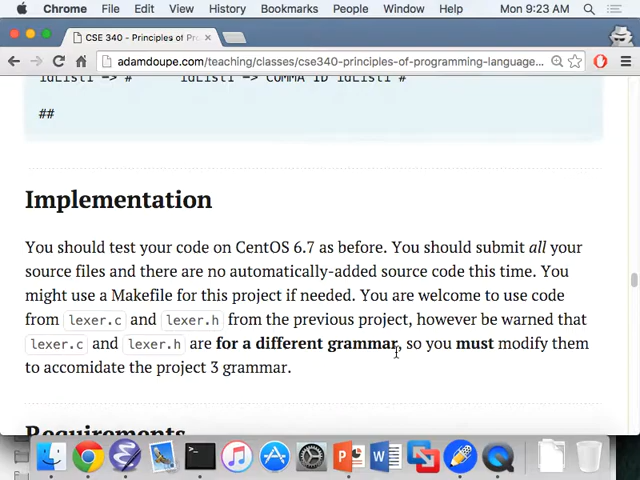 Chrome File Edit View History Bookmarks People Window Help Mon 9:23 AM
CSE 340 - Principles of Pro
adamdoupe.com/teaching/classes/cse340-principles-of-programming-language...
idList1 -> # idList1 -> COMMA ID idList1 #
##
Implementation
You should test your code on CentOS 6.7 as before. You should submit all your
source files and there are no automatically-added source code this time. You
might use a Makefile for this project if needed. You are welcome to use code
from lexer.c and lexer.h from the previous project, however be warned that
lexer.c and lexer.h are for a different grammar, so you must modify them
to accomidate the project 3 grammar.
Requirements